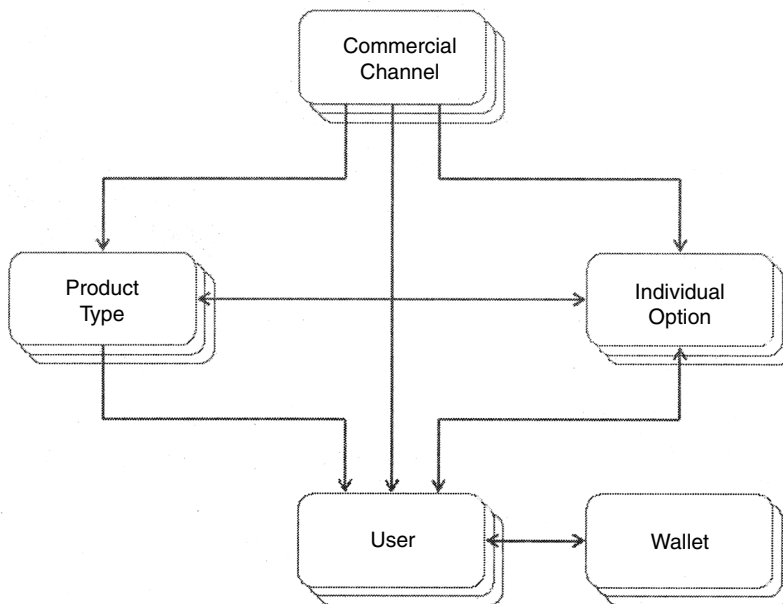 Commercial
Channel
Product
Type
Individual
Option
User
Wallet